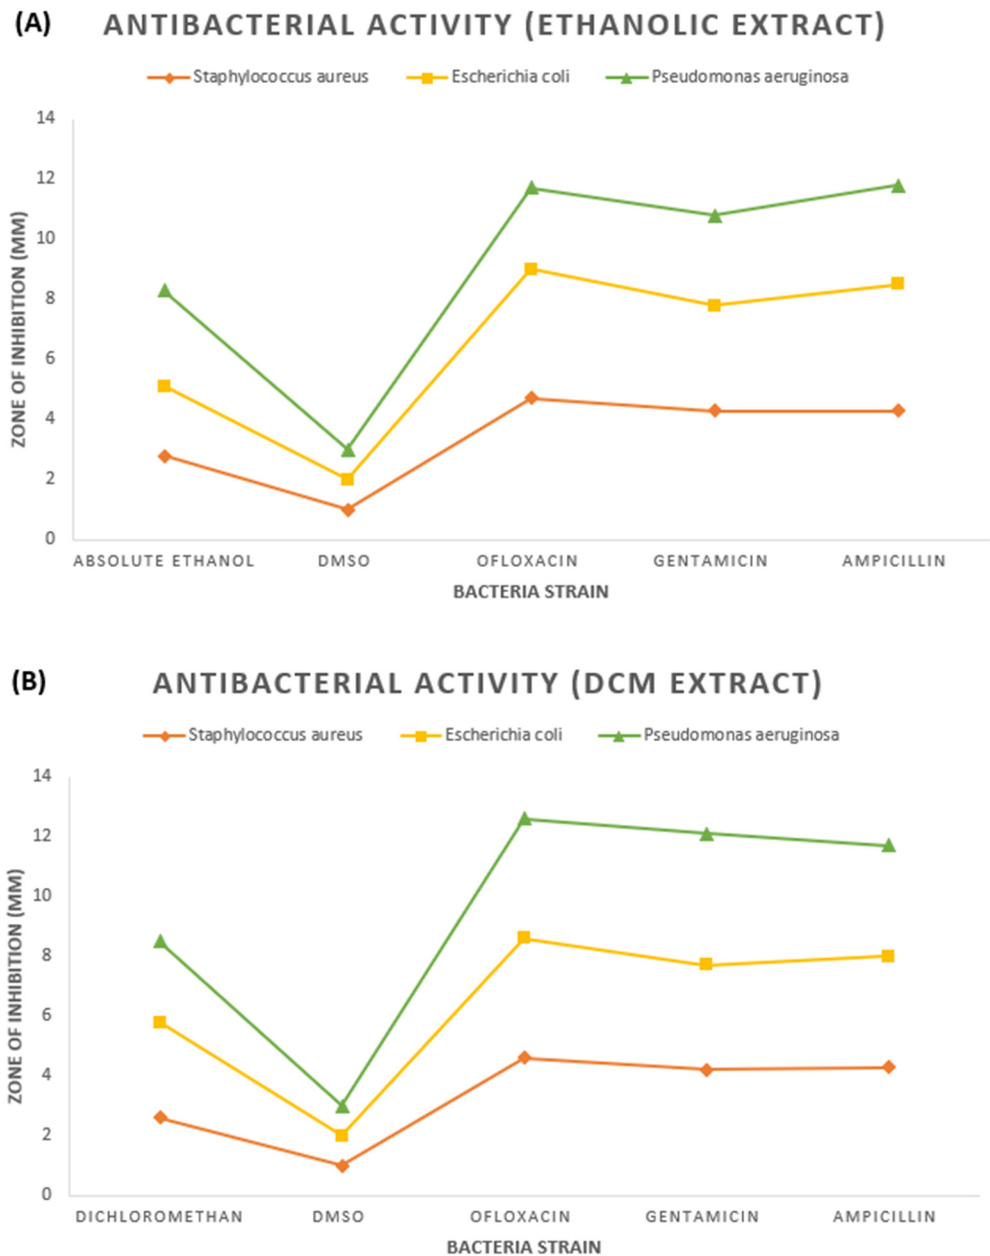 (A) ANTIBACTERIAL ACTIVITY (ETHANOLIC EXTRACT)
Staphylococcus aureus Escherichia coli Pseudomonas aeruginosa
14
12
10
8
6
4
2
0
ZONE OF INHIBITION (MM)
ABSOLUTE ETHANOL DMSO OFLOXACIN GENTAMICIN AMPICILLIN
BACTERIA STRAIN
(B) ANTIBACTERIAL ACTIVITY (DCM EXTRACT)
Staphylococcus aureus Escherichia coli Pseudomonas aeruginosa
14
12
10
8
6
4
2
0
ZONE OF INHIBITION (MM)
DICHLOROMETHAN DMSO OFLOXACIN GENTAMICIN AMPICILLIN
BACTERIA STRAIN